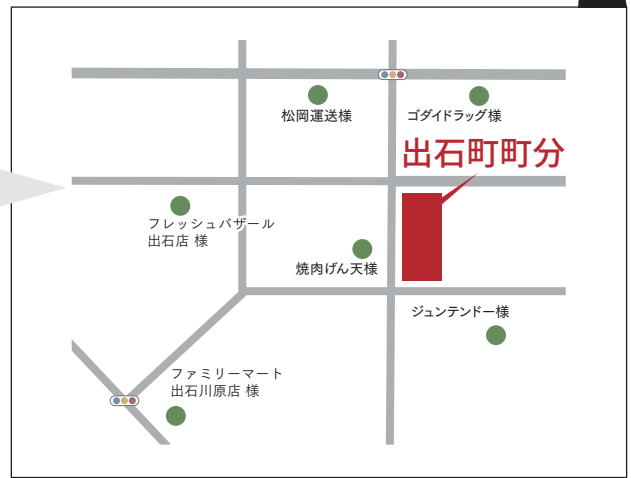 松岡運送様
ゴダイドラッグ様
出石町町分
フレッシュバザール
出石店 様
焼肉げん天様
ジュンテンドー様
ファミリーマート
出石川原店 様